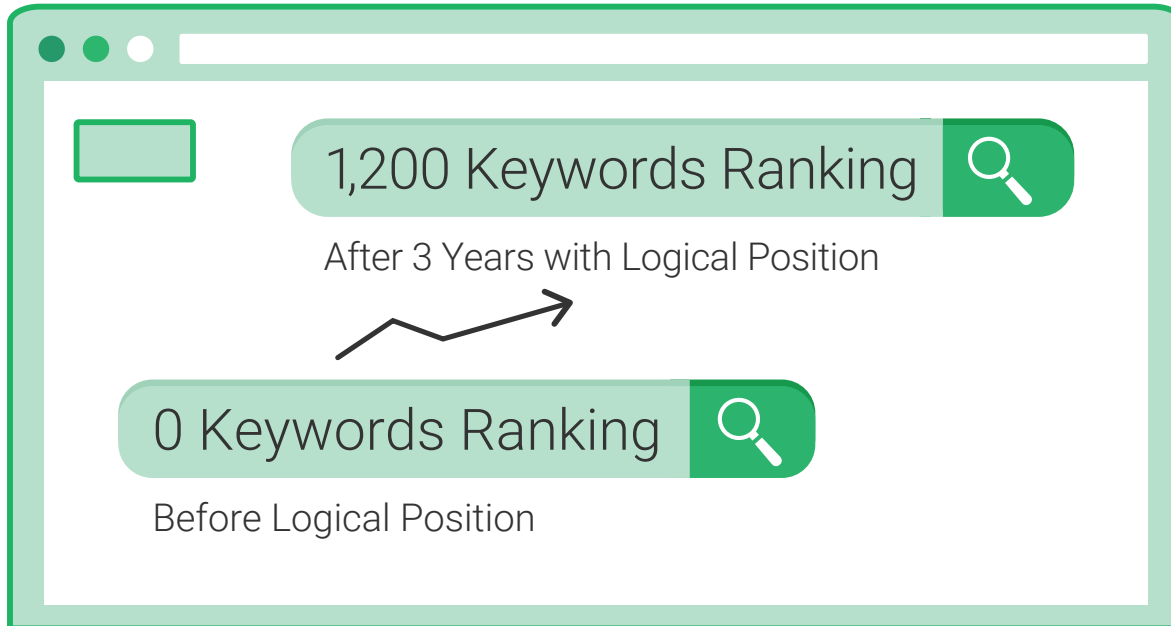 1,200 Keywords Ranking
After 3 Years with Logical Position
0 Keywords Ranking
Before Logical Position